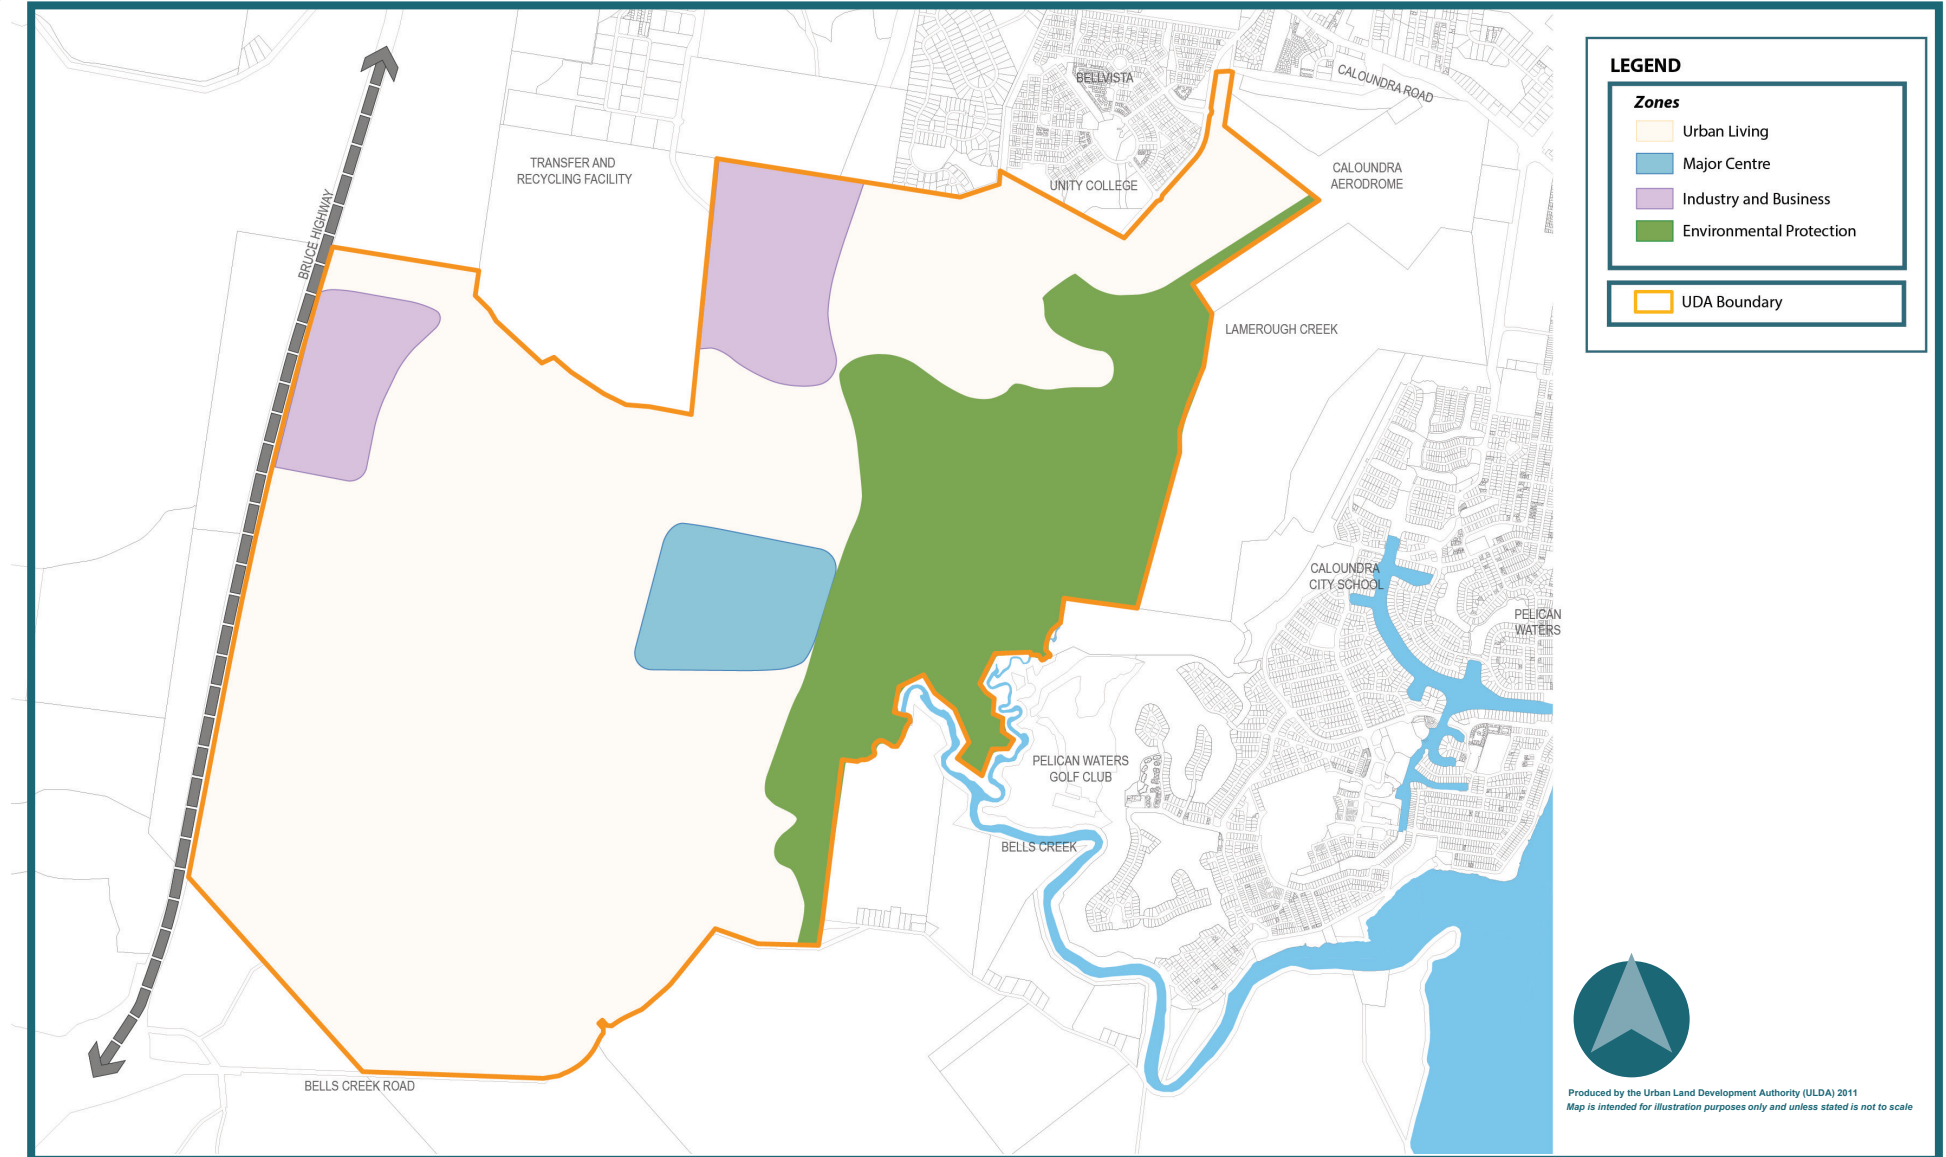 BELLVISTA
CALOUNDRA ROAD
TRANSFER AND
RECYCLING FACILITY
UNITY COLLEGE
CALOUNDRA
AERODROME
BRUCE HIGHWAY
LAMEROUGH CREEK
CALOUNDRA
CITY SCHOOL
PELICAN
WATERS
PELICAN WATERS
GOLF CLUB
BELLS CREEK
BELLS CREEK ROAD
LEGEND
Zones
Urban Living
Major Centre
Industry and Business
Environmental Protection
UDA Boundary
Produced by the Urban Land Development Authority (ULDA) 2011
Map is intended for illustration purposes only and unless stated is not to scale